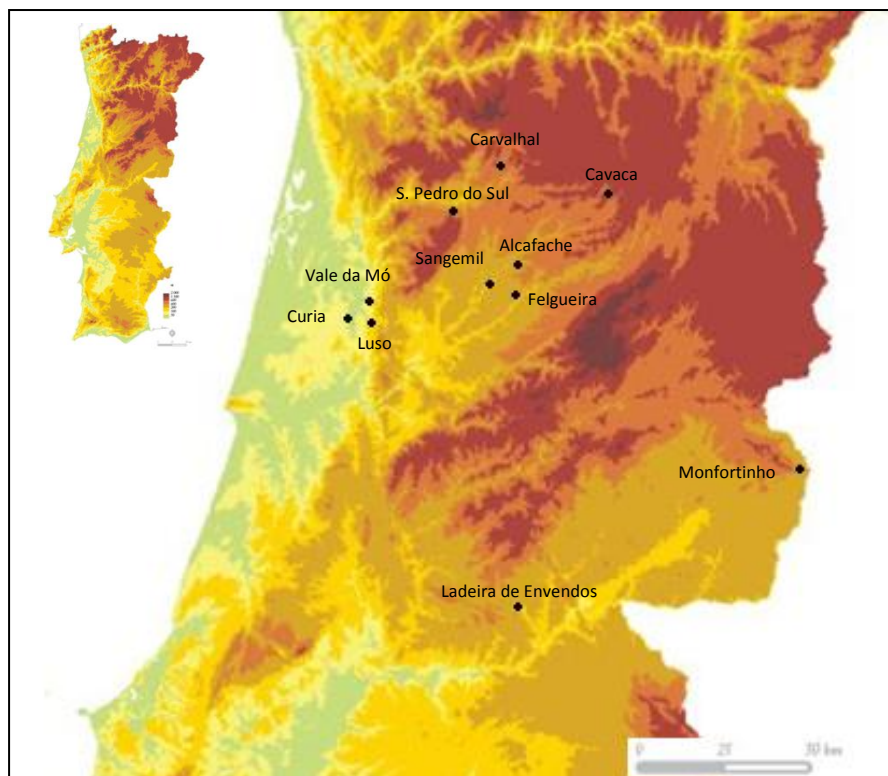 Carvalhal
Cavaca
S. Pedro do Sul
Alcafache
Sangemil
Vale da Mó
Felgueira
Curia
Luso
Monfortinho
Ladeira de Envendos
0 25 50 km